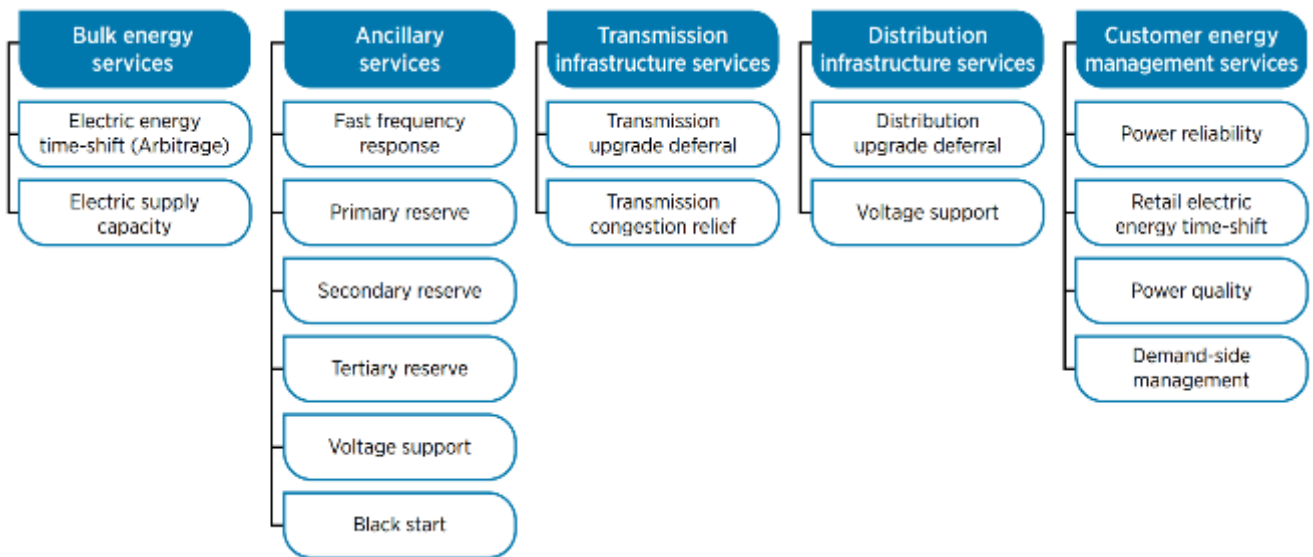 Bulk energy
services
Electric energy
time-shift (Arbitrage)
Electric supply
capacity
Ancillary
services
Fast frequency
response
Primary reserve
Secondary reserve
Tertiary reserve
Voltage support
Black start
Transmission
infrastructure services
Transmission
upgrade deferral
Transmission
congestion relief
Distribution
infrastructure services
Distribution
upgrade deferral
Voltage support
Customer energy
management services
Power reliability
Retail electric
energy time-shift
Power quality
Demand-side
management